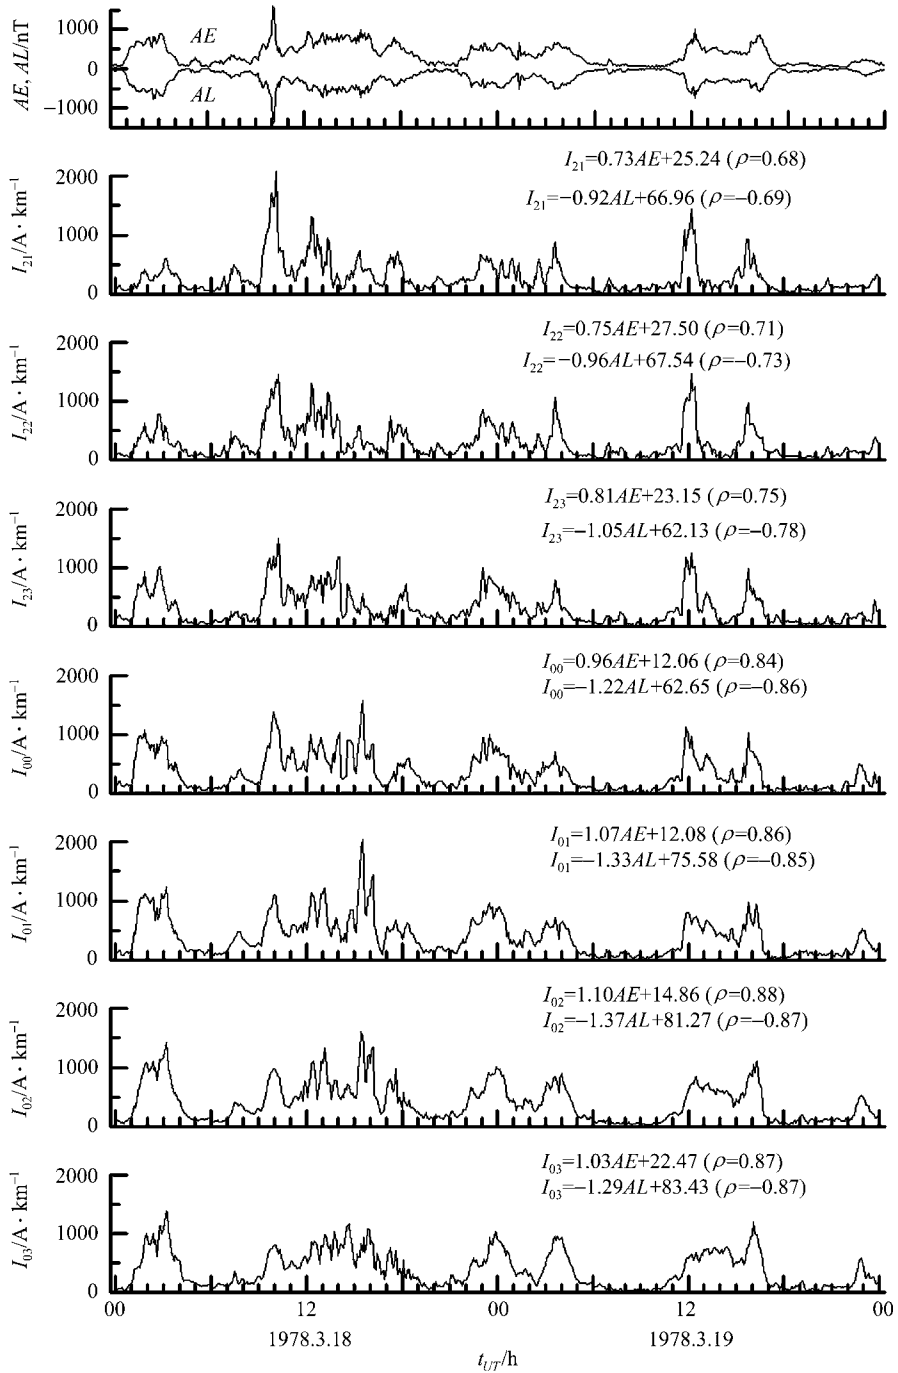 AE, AL/nT
1000
0
−1000
AE
AL
I21/A·km−1
I21=0.73AE+25.24 (ρ=0.68)
I21=−0.92AL+66.96 (ρ=−0.69)
2000
1000
0
I22/A·km−1
I22=0.75AE+27.50 (ρ=0.71)
I22=−0.96AL+67.54 (ρ=−0.73)
2000
1000
0
I23/A·km−1
I23=0.81AE+23.15 (ρ=0.75)
I23=−1.05AL+62.13 (ρ=−0.78)
2000
1000
0
I00/A·km−1
I00=0.96AE+12.06 (ρ=0.84)
I00=−1.22AL+62.65 (ρ=−0.86)
2000
1000
0
I01/A·km−1
I01=1.07AE+12.08 (ρ=0.86)
I01=−1.33AL+75.58 (ρ=−0.85)
2000
1000
0
I02/A·km−1
I02=1.10AE+14.86 (ρ=0.88)
I02=−1.37AL+81.27 (ρ=−0.87)
2000
1000
0
I03/A·km−1
I03=1.03AE+22.47 (ρ=0.87)
I03=−1.29AL+83.43 (ρ=−0.87)
2000
1000
0
00 12 00 12 00
1978.3.18 1978.3.19
tUT/h